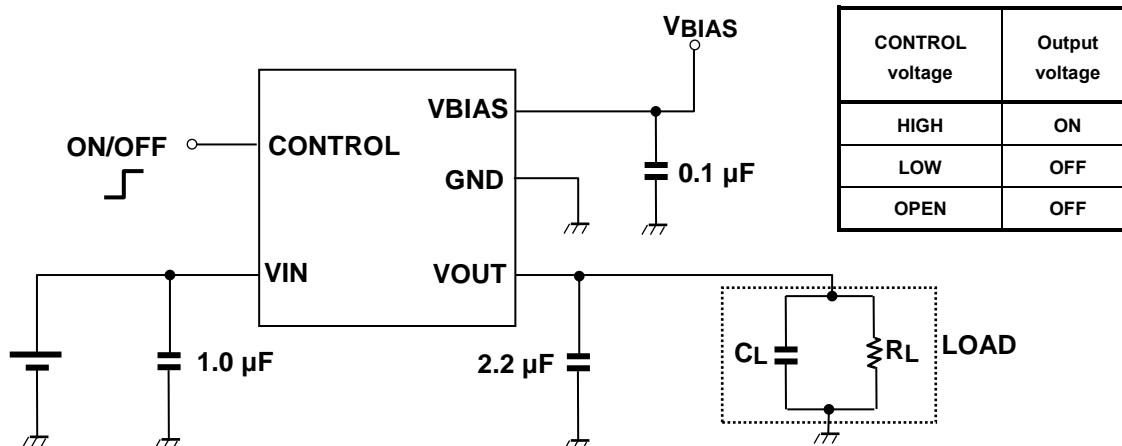 VBIAS
CONTROL voltage
Output voltage
HIGH
ON
LOW
OFF
OPEN
OFF
ON/OFF
CONTROL
VBIAS
GND
0.1 µF
VIN
VOUT
1.0 µF
2.2 µF
CL
RL
LOAD